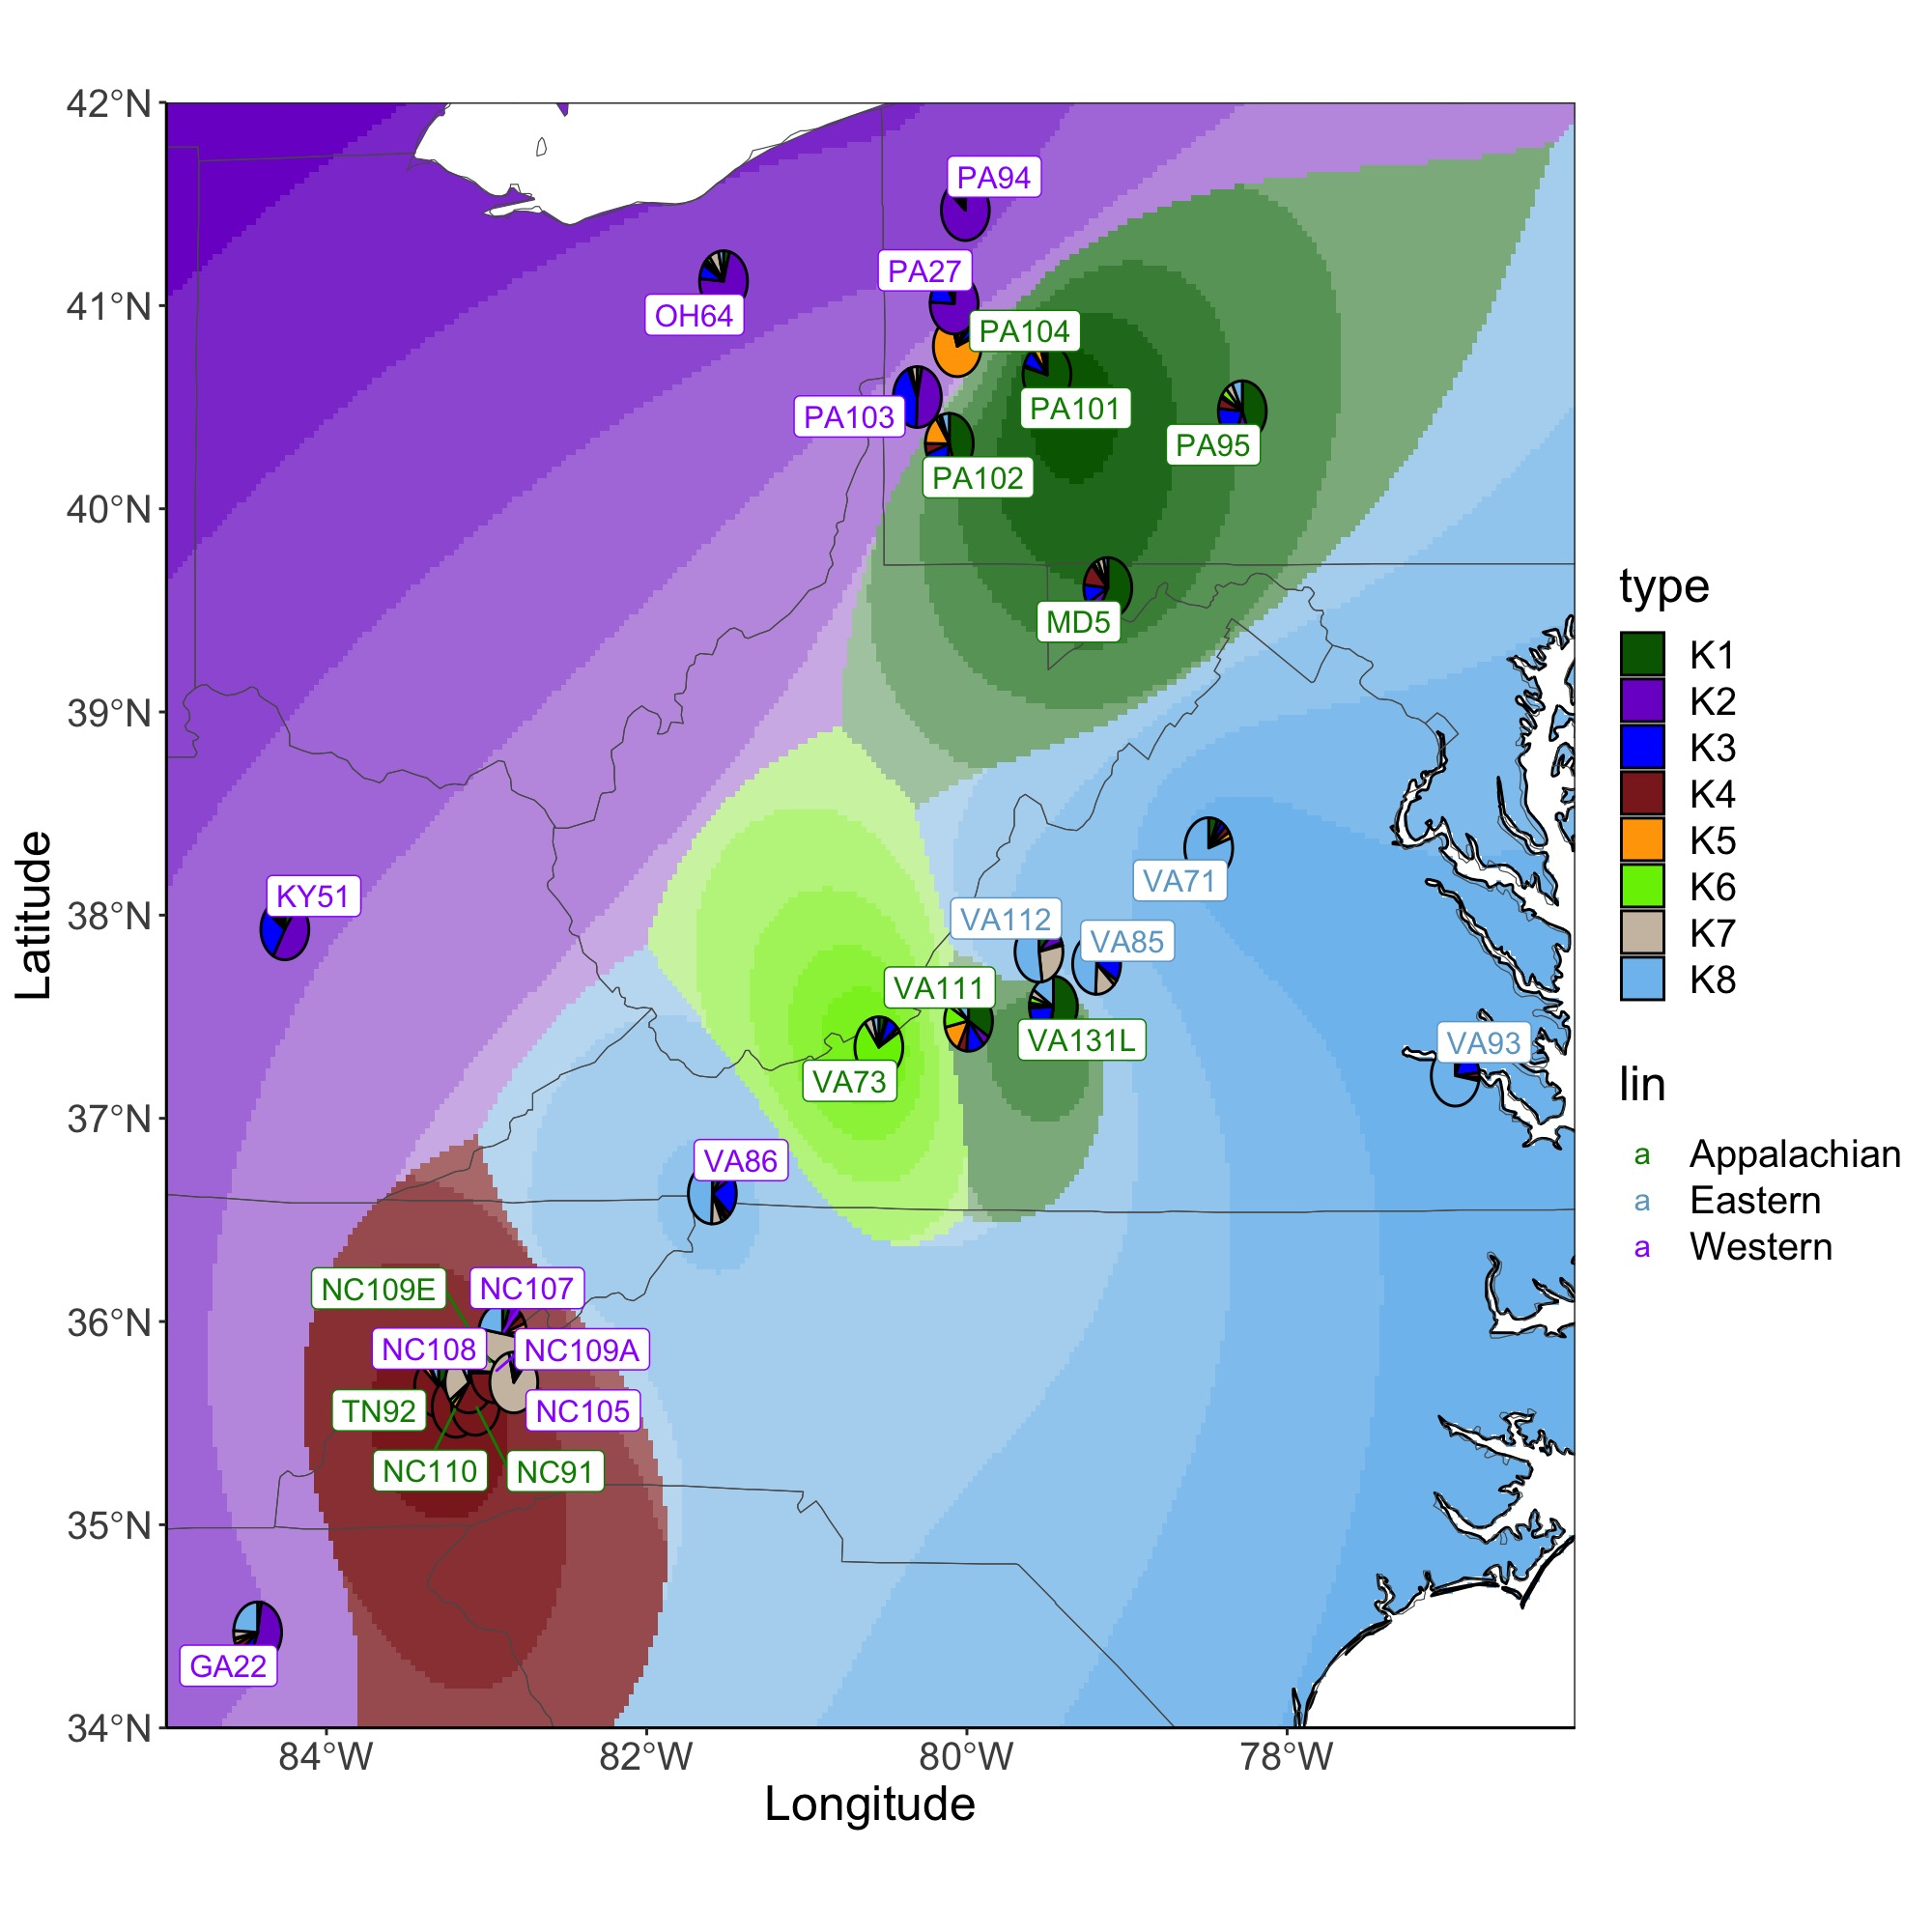 42°N
41°N
40°N
39°N
38°N
37°N
36°N
35°N
34°N
Latitude
84°W
82°W
80°W
78°W
Longitude
PA94
PA27
OH64
PA104
PA103
PA101
PA95
PA102
MD5
KY51
VA71
VA112
VA85
VA111
VA131L
VA93
VA73
VA86
NC109E
NC107
NC108
NC109A
TN92
NC105
NC110
NC91
GA22
type
K1
K2
K3
K4
K5
K6
K7
K8
lin
a Appalachian
a Eastern
a Western